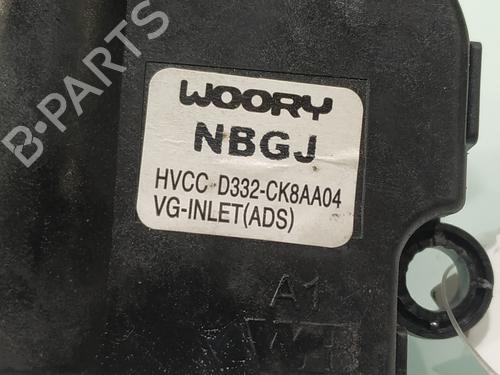 B-PARTS
WOORY
NBGJ
HVCC D332-CK8AA04
VG-INLET(ADS)
A1